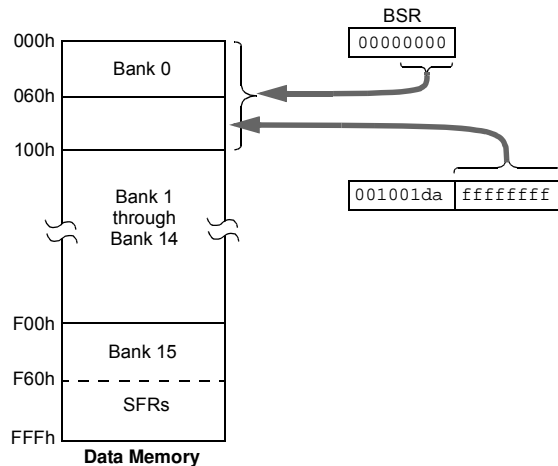 BSR
00000000
000h
Bank 0
060h
100h
001001da ffffffff
Bank 1
through
Bank 14
F00h
Bank 15
F60h
SFRs
FFFh
Data Memory